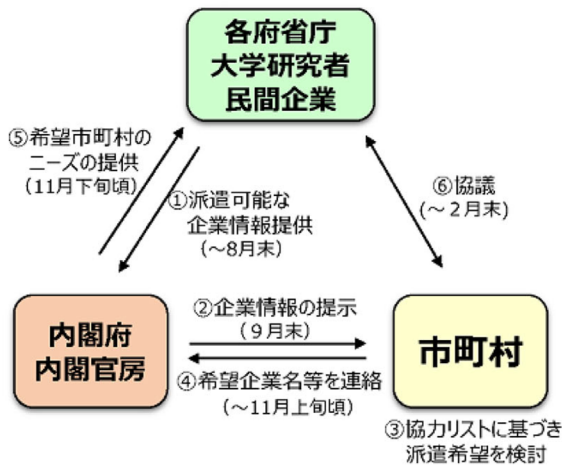 各府省庁
大学研究者
民間企業
⑤希望市町村の
ニーズの提供
(11月下旬頃)
①派遣可能な
企業情報提供
(～8月末)
⑥協議
(～２月末)
内閣府
内閣官房
②企業情報の提示
(９月末)
④希望企業名等を連絡
(～11月上旬頃)
市町村
③協力リストに基づき
派遣希望を検討